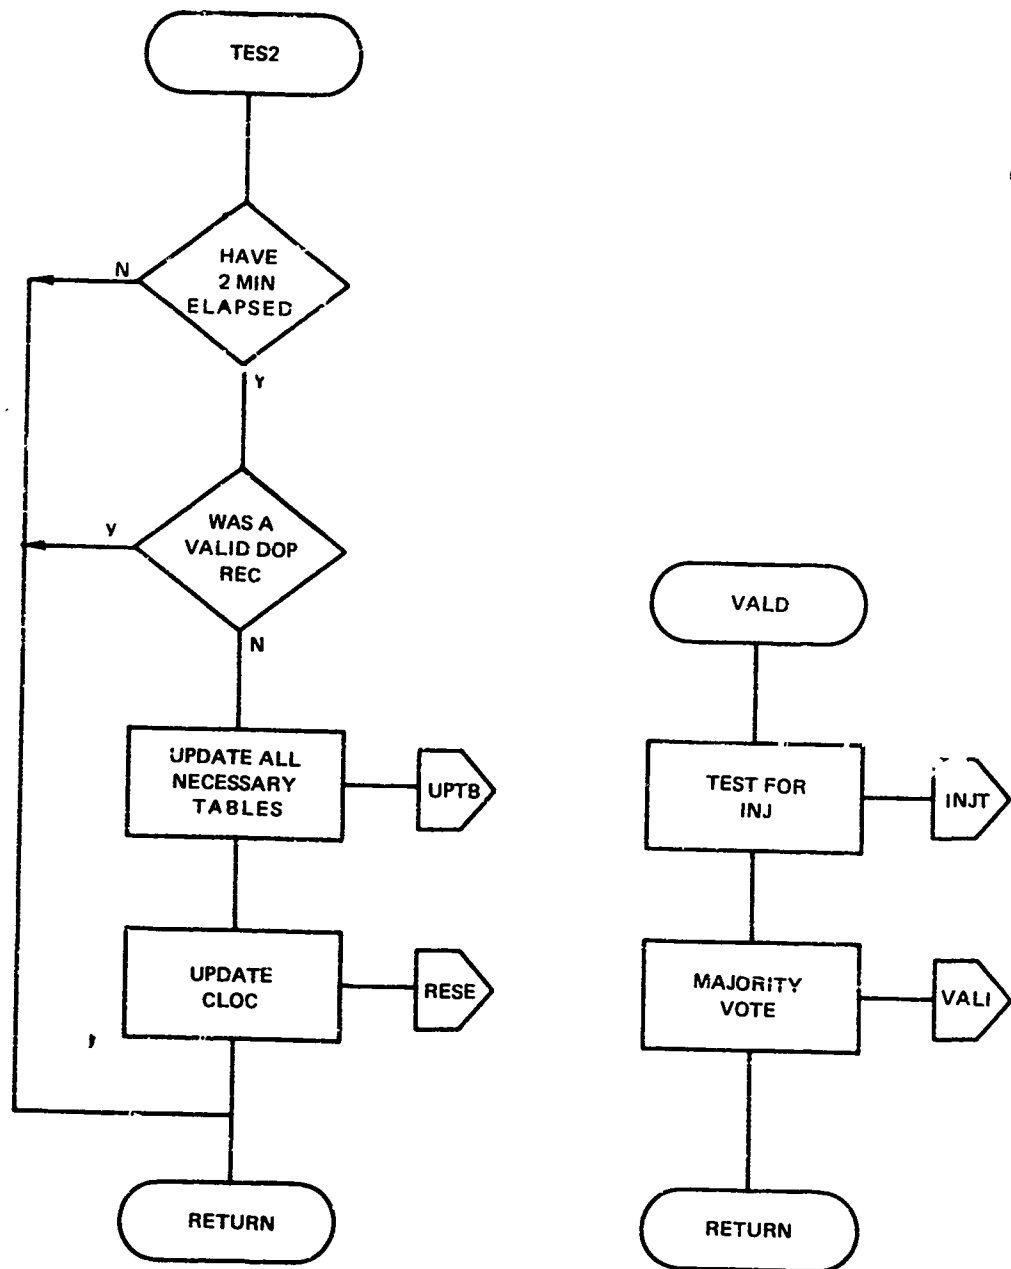 TES2
HAVE
2 MIN
ELAPSED
N
Y
WAS A
VALID DOP
REC
Y
N
UPDATE ALL
NECESSARY
TABLES
UPTB
UPDATE
CLOC
RESE
RETURN
VALD
TEST FOR
INJ
INJT
MAJORITY
VOTE
VALI
RETURN